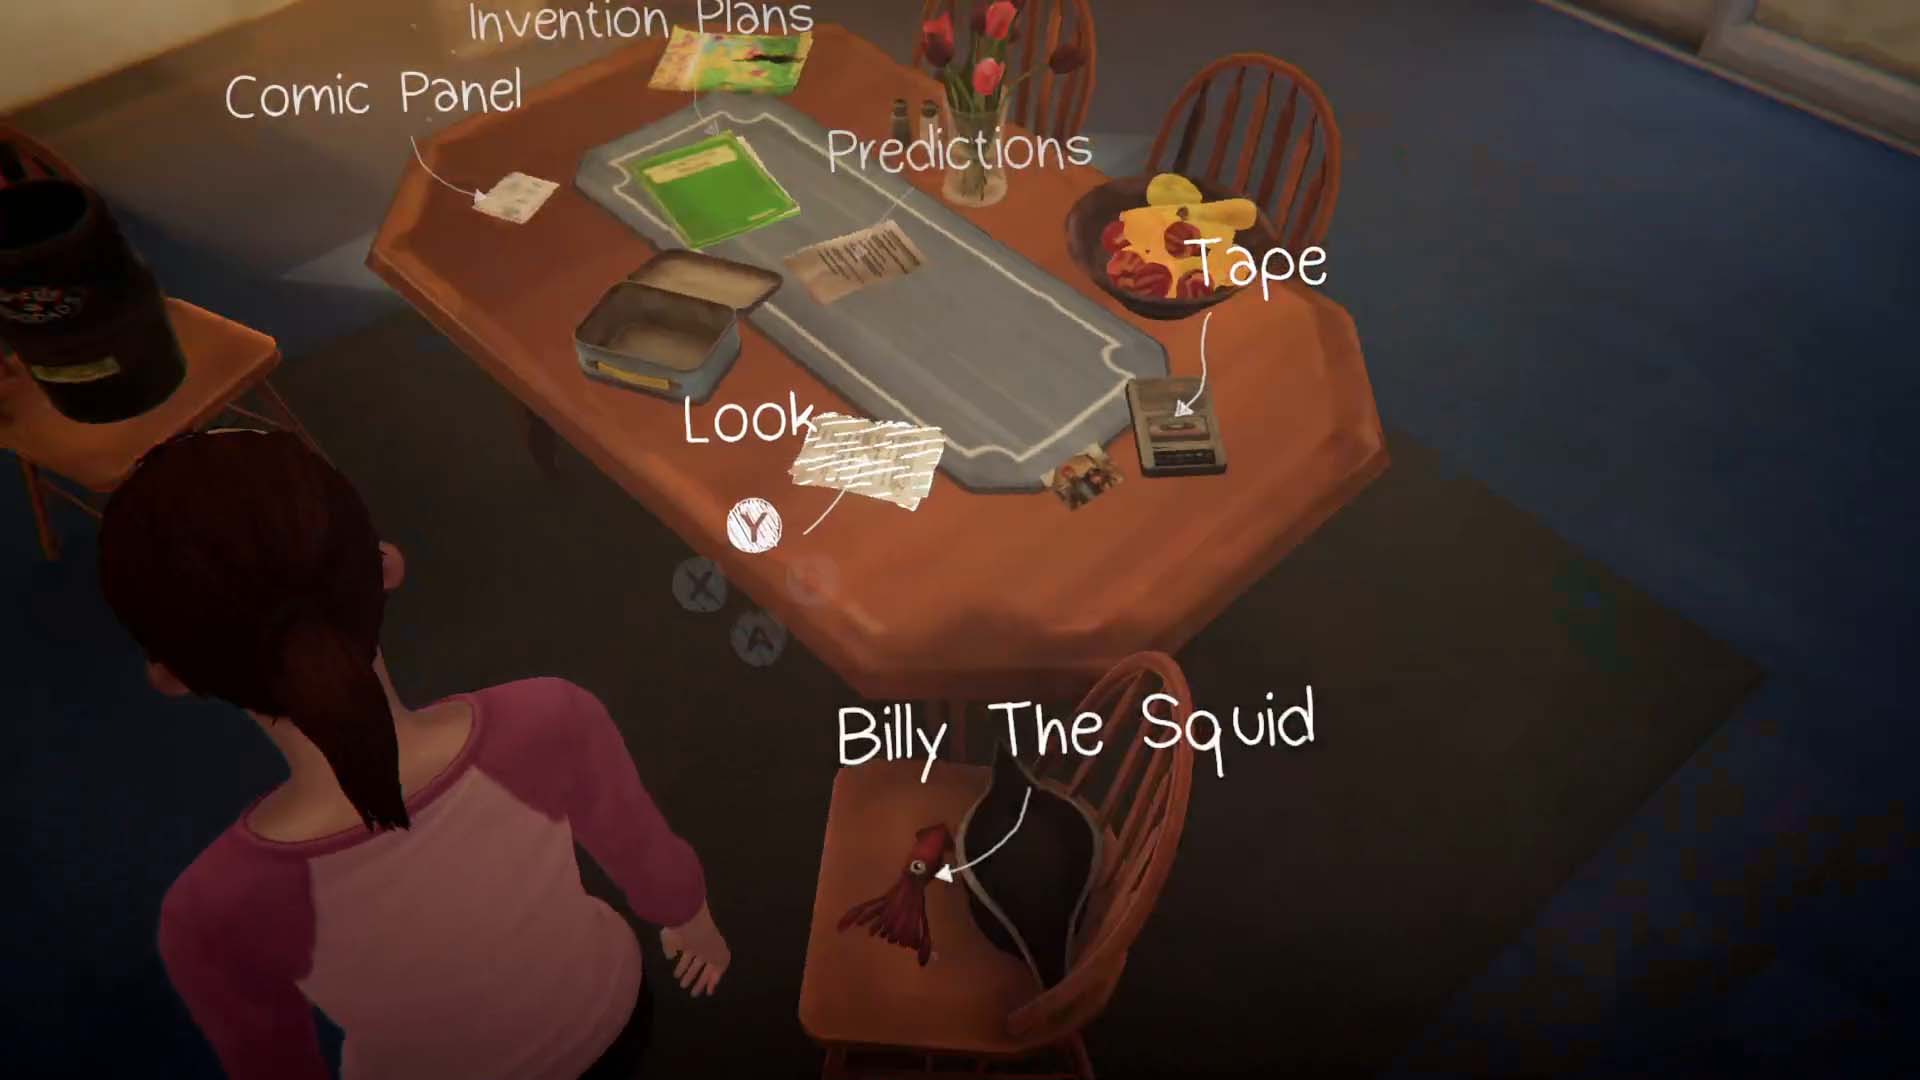 Invention Plans
Comic Panel
Predictions
Tape
Look
Y
X
A
Billy The Squid